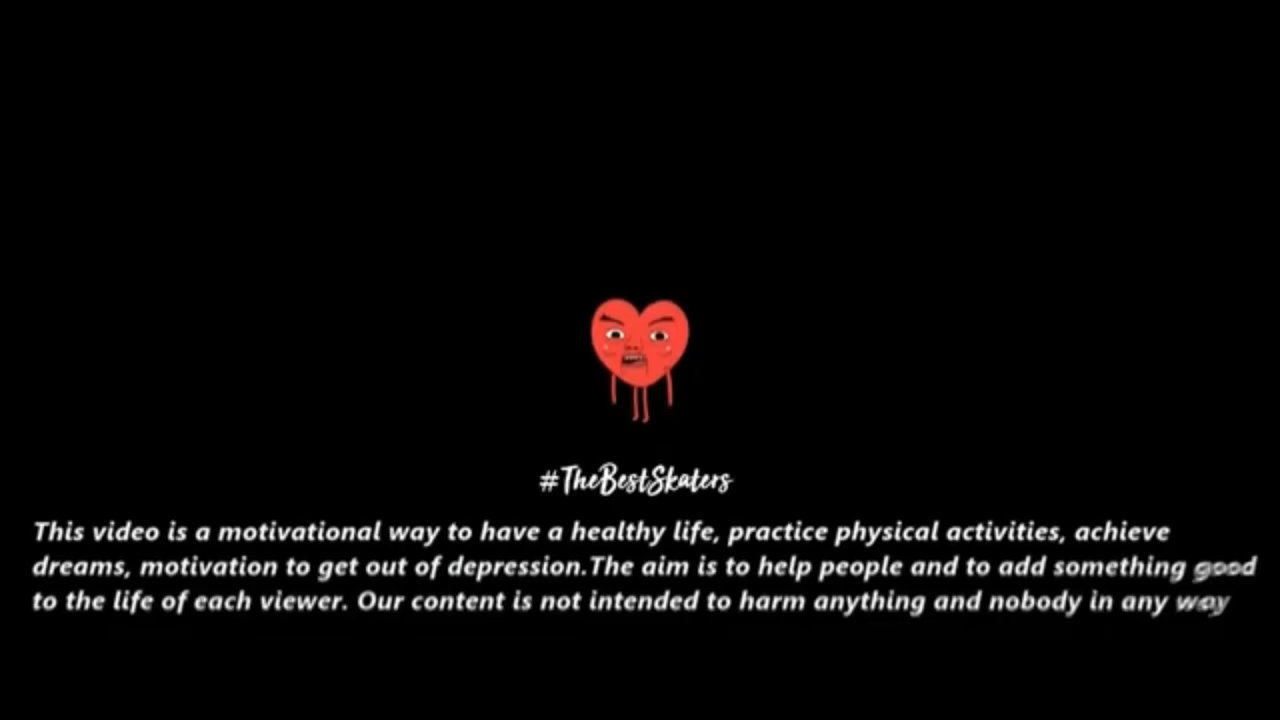 #TheBestSkaters
This video is a motivational way to have a healthy life, practice physical activities, achieve
dreams, motivation to get out of depression.The aim is to help people and to add something good
to the life of each viewer. Our content is not intended to harm anything and nobody in any way